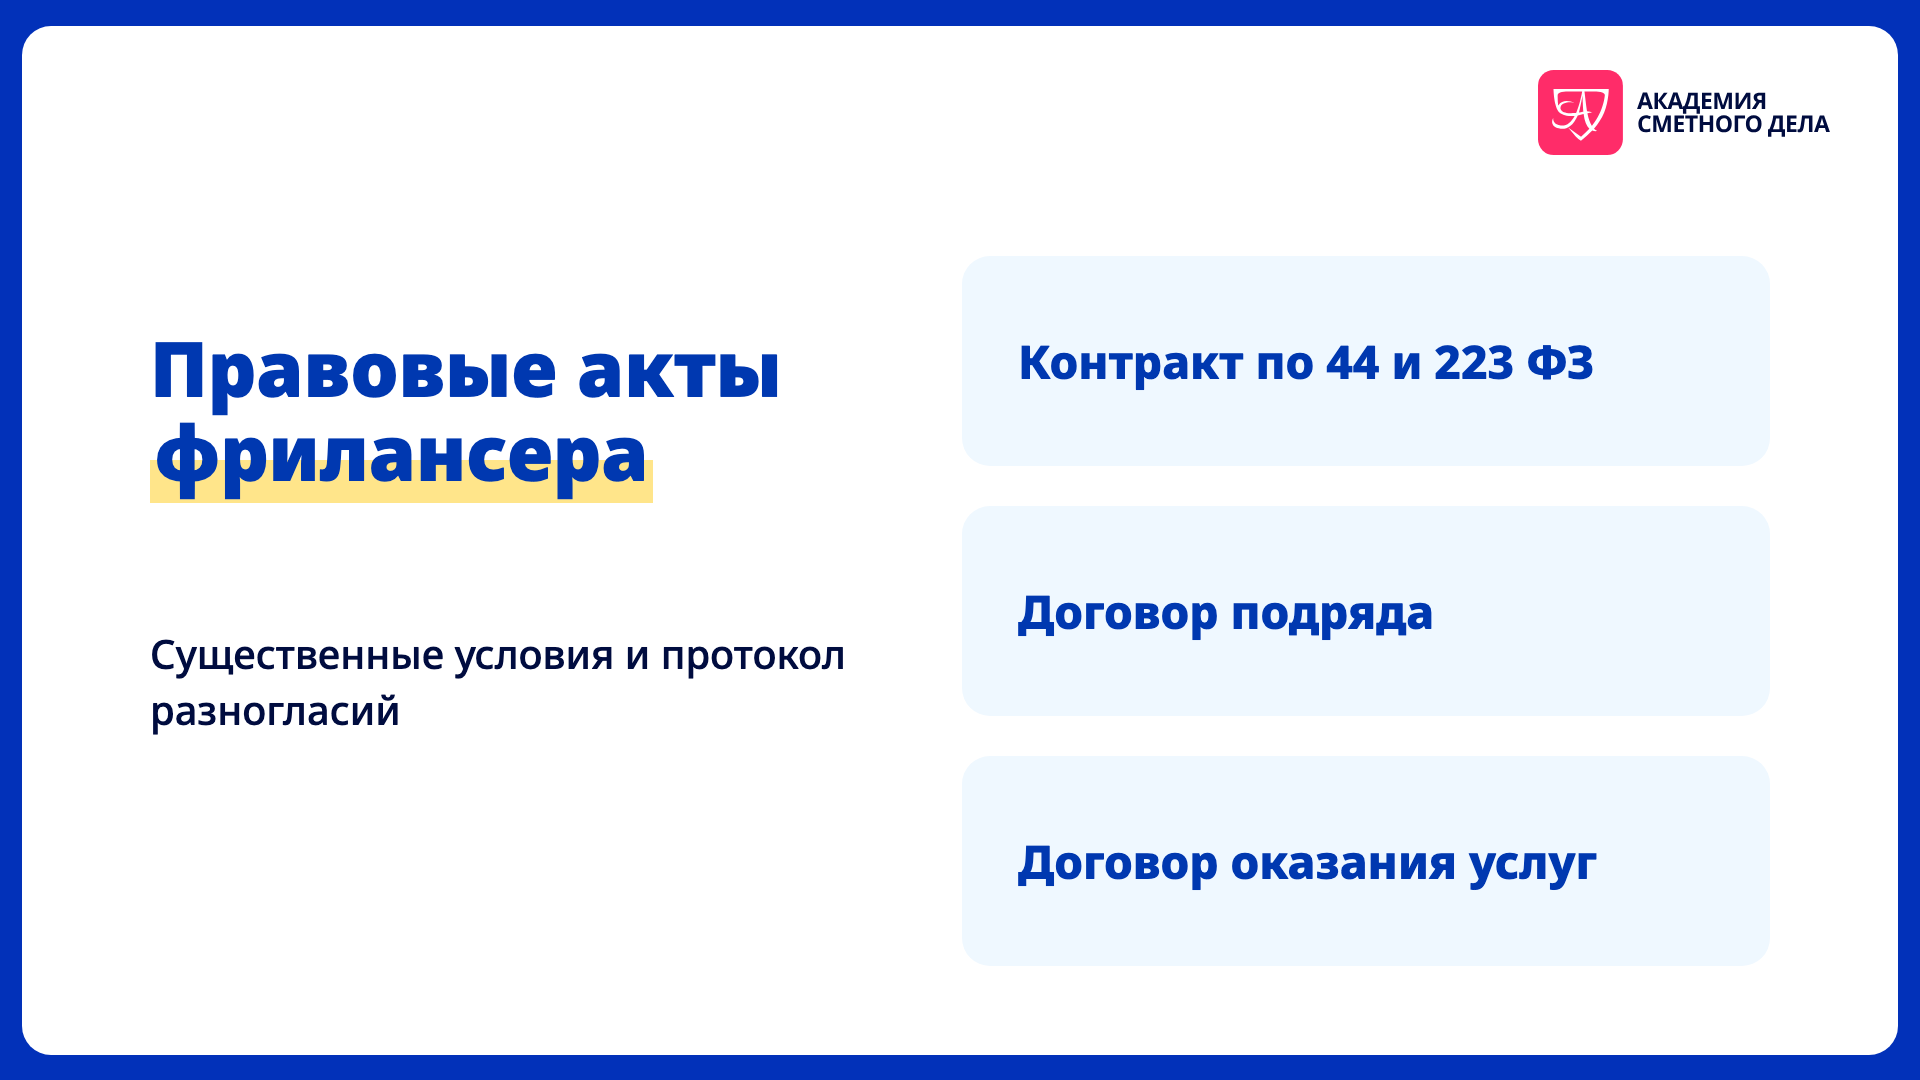 АКАДЕМИЯ
СМЕТНОГО ДЕЛА
Правовые акты
фрилансера
Существенные условия и протокол
разногласий
Контракт по 44 и 223 ФЗ
Договор подряда
Договор оказания услуг